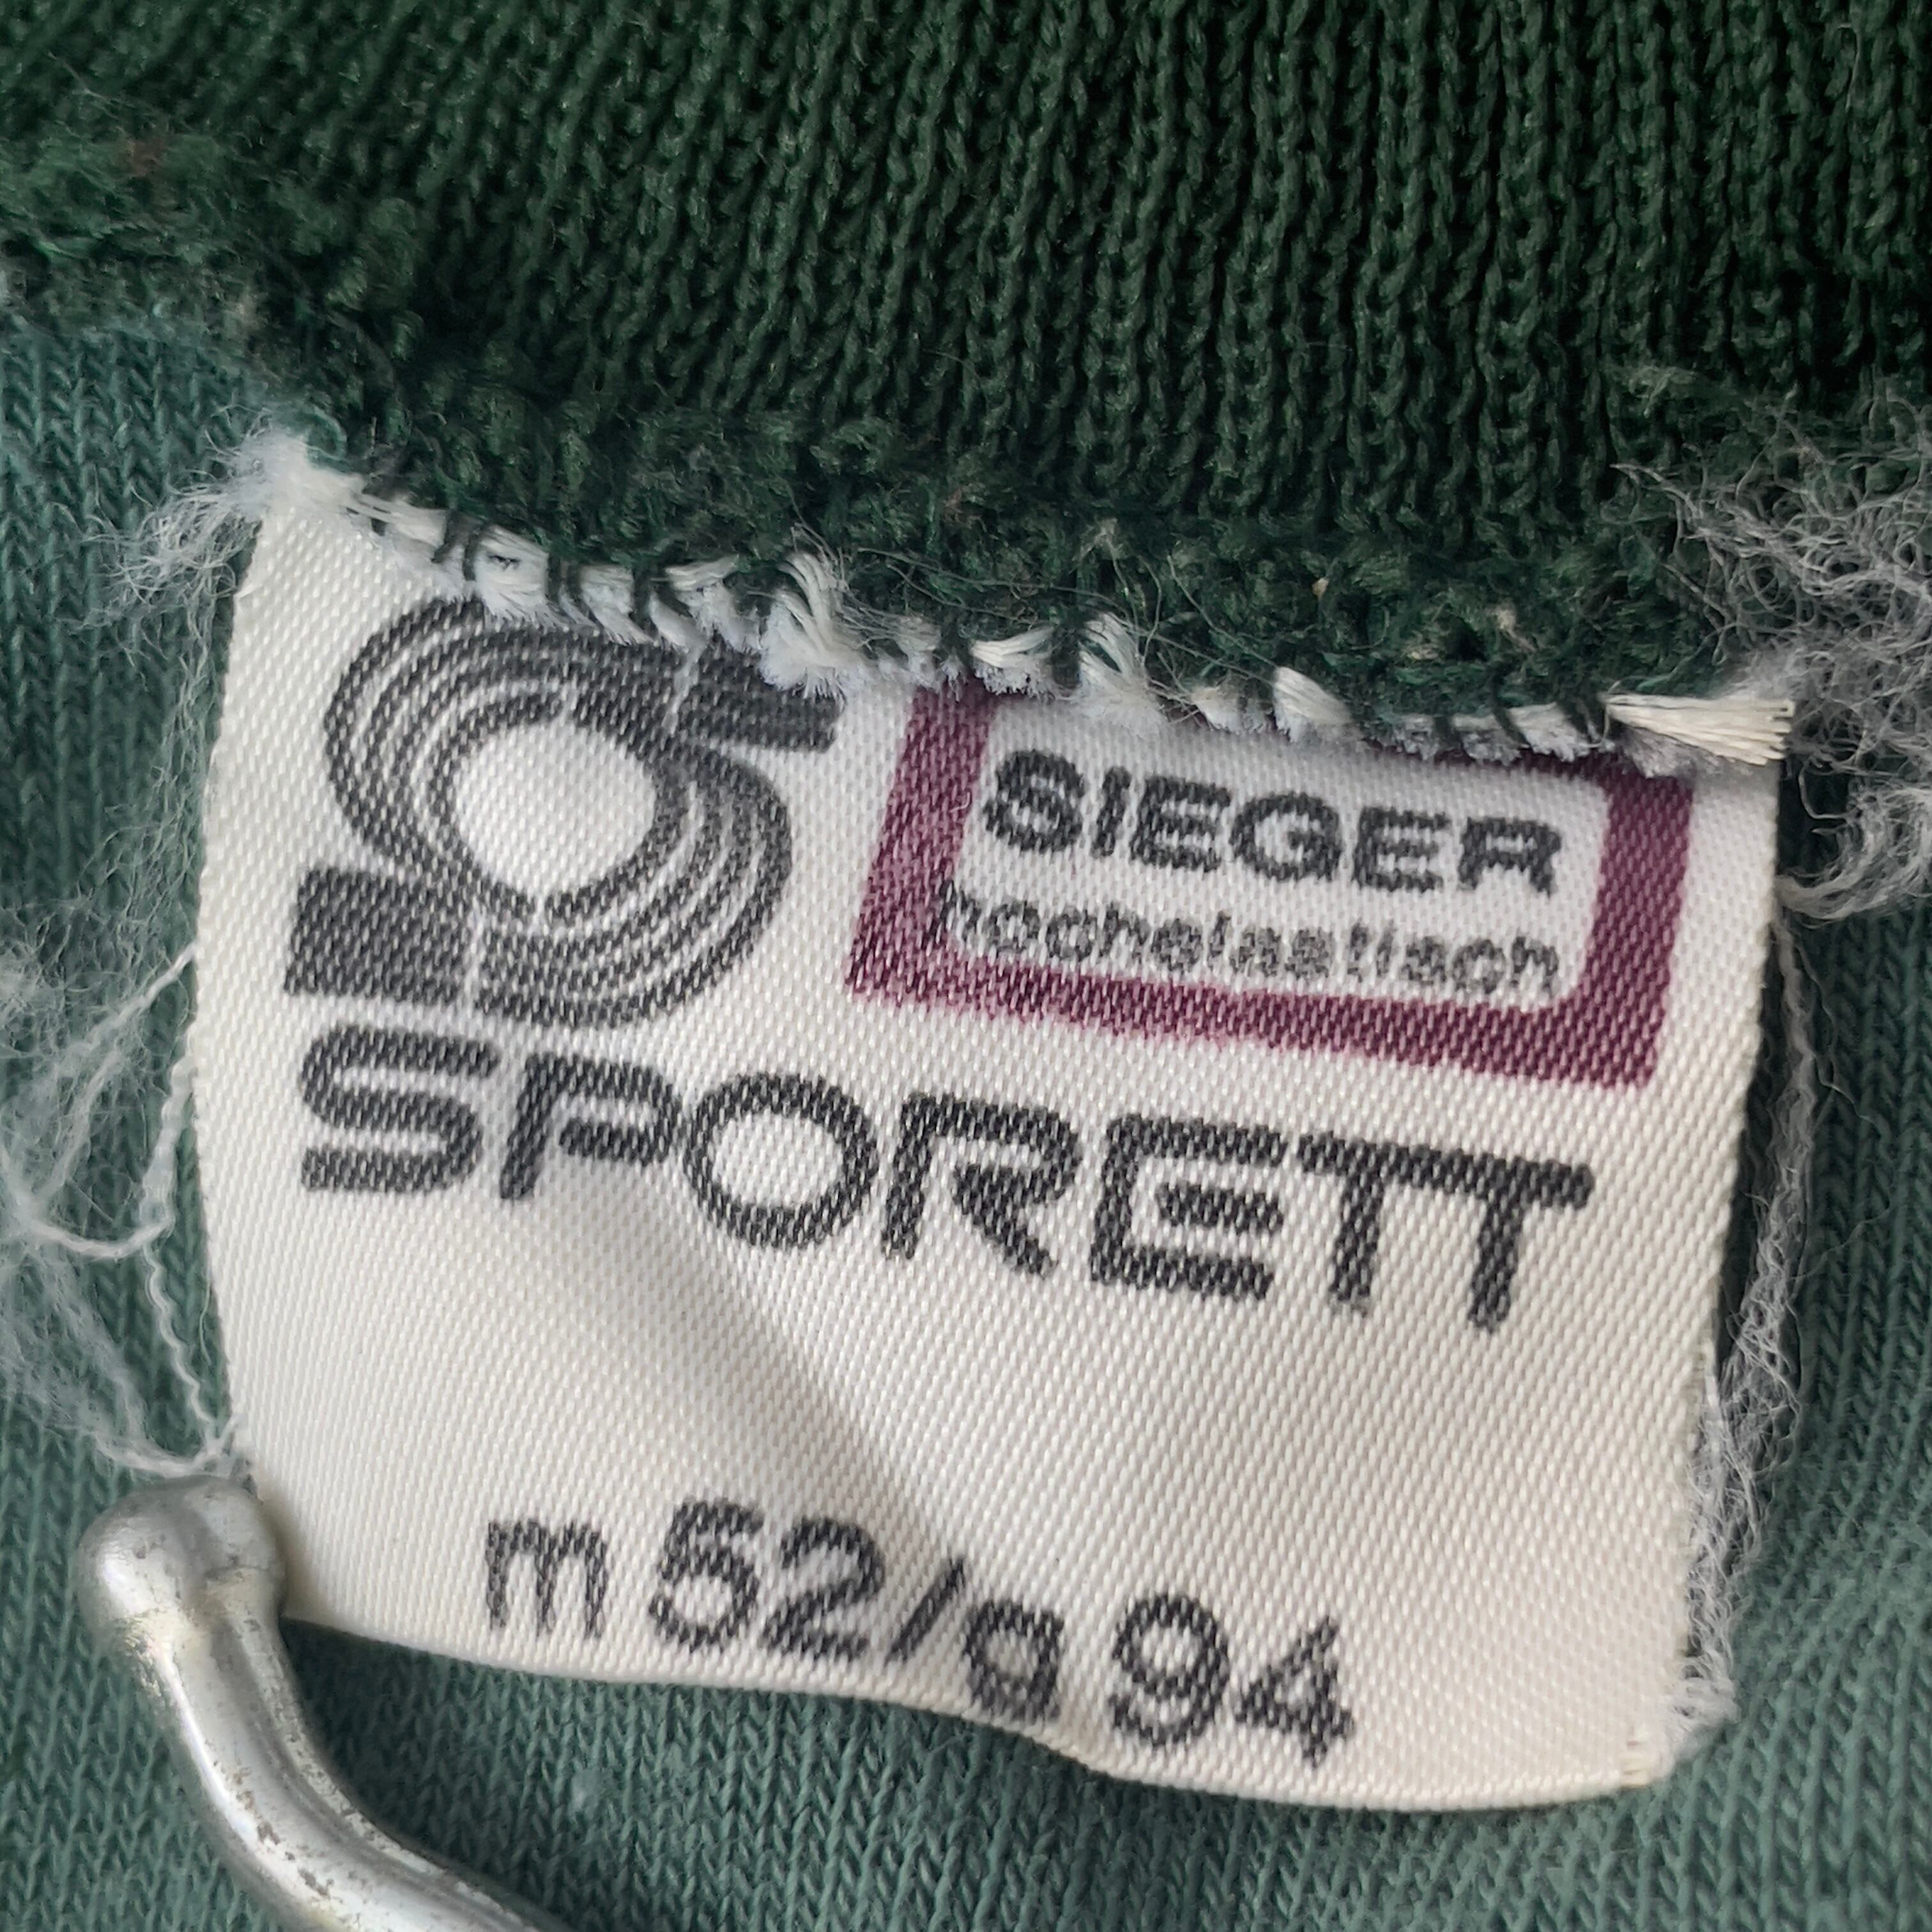 SIEGER
hochelastisch
SPORETT
m 52/g 94